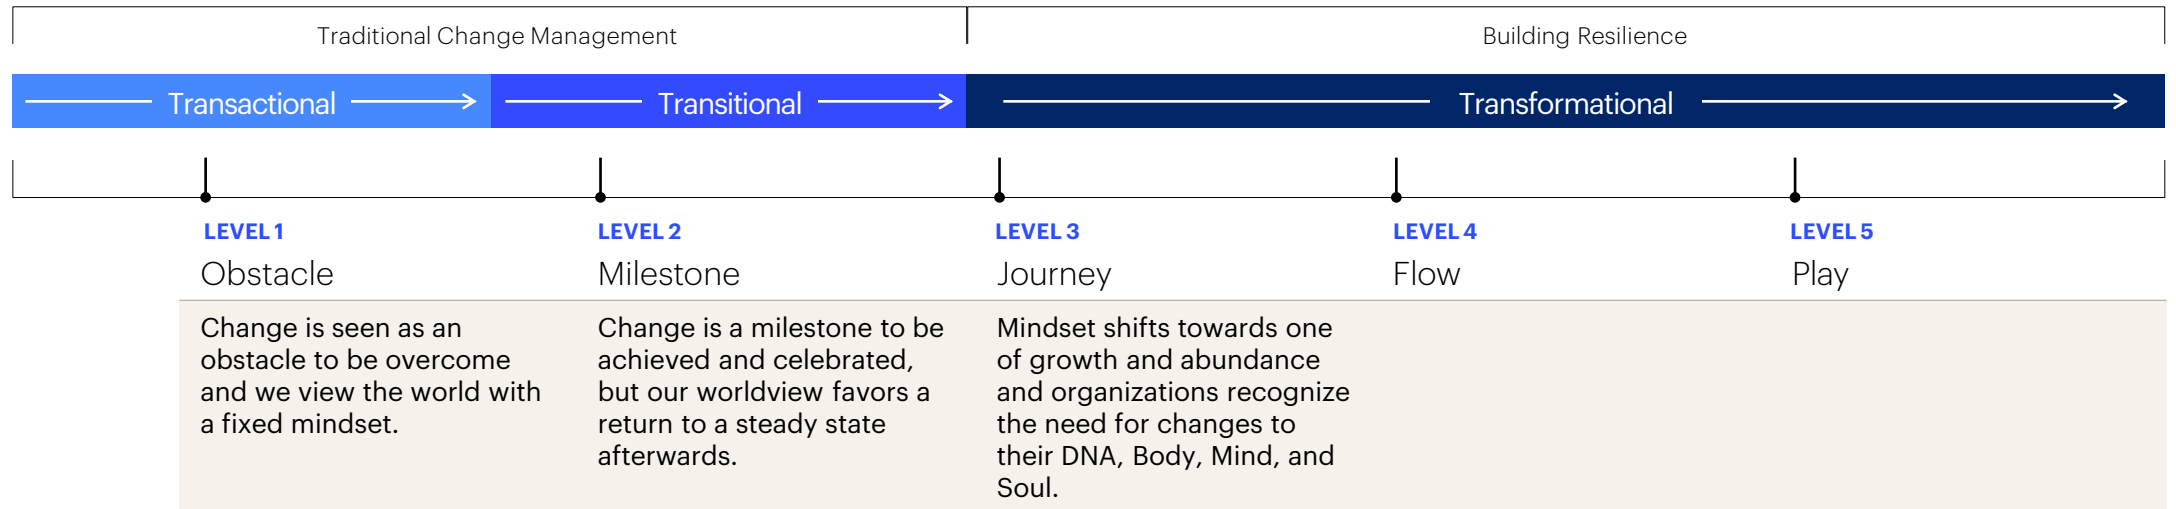 Traditional Change Management
Building Resilience
Transactional
Transitional
Transformational
LEVEL 1
Obstacle
Change is seen as an
obstacle to be overcome
and we view the world with
a fixed mindset.
LEVEL 2
Milestone
Change is a milestone to be
achieved and celebrated,
but our worldview favors a
return to a steady state
afterwards.
LEVEL 3
Journey
Mindset shifts towards one
of growth and abundance
and organizations recognize
the need for changes to
their DNA, Body, Mind, and
Soul.
LEVEL 4
Flow
LEVEL 5
Play